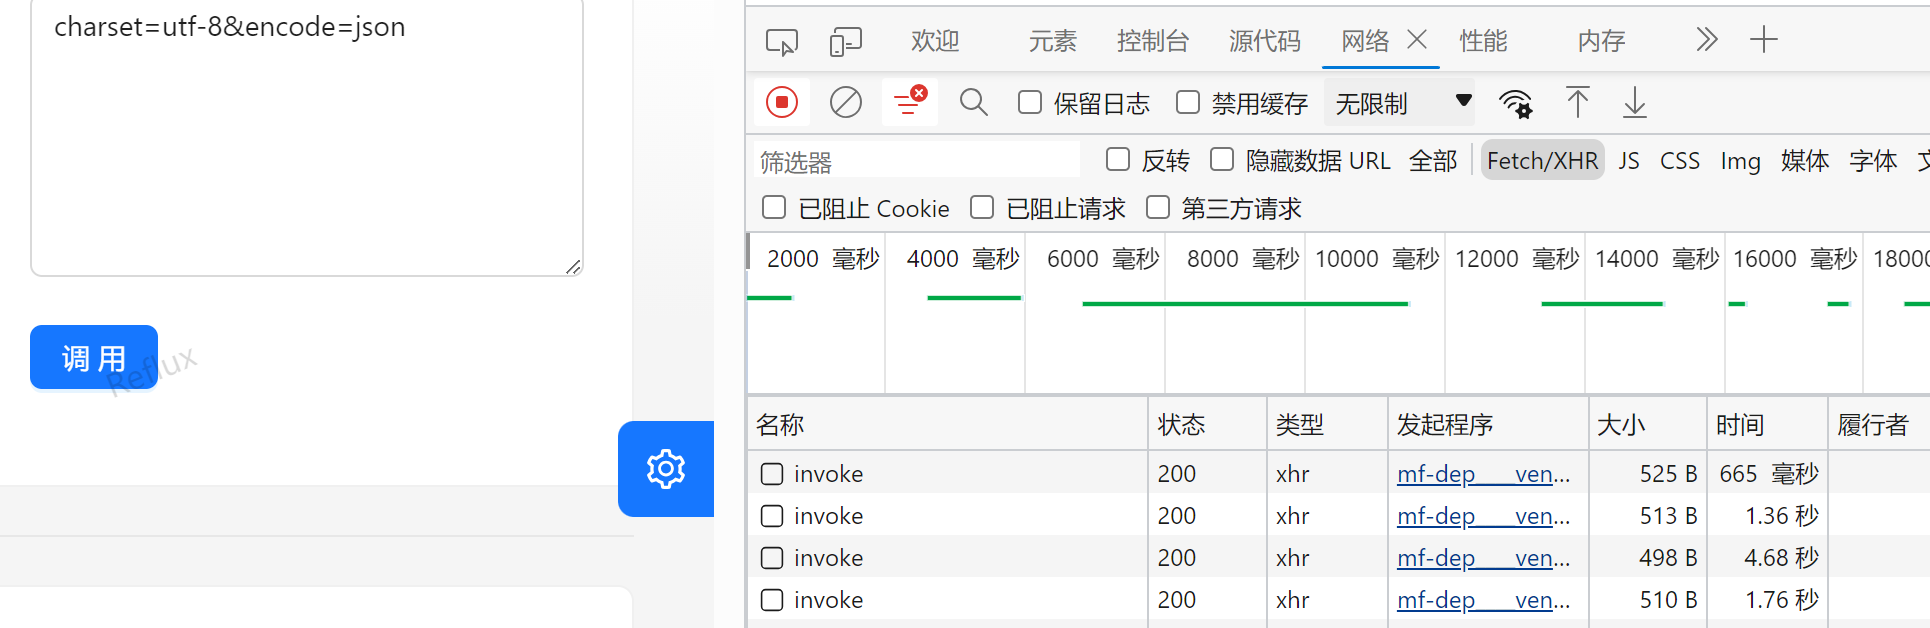 charset=utf-8&encode=json
调 用
Reflux
欢迎 元素 控制台 源代码 网络 性能 内存
保留日志 禁用缓存 无限制
筛选器 反转 隐藏数据 URL 全部 Fetch/XHR JS CSS Img 媒体 字体
已阻止 Cookie 已阻止请求 第三方请求
2000 毫秒 4000 毫秒 6000 毫秒 8000 毫秒 10000 毫秒 12000 毫秒 14000 毫秒 16000 毫秒 18000
名称 状态 类型 发起程序 大小 时间 履行者
invoke 200 xhr mf-dep____ven... 525 B 665 毫秒
invoke 200 xhr mf-dep____ven... 513 B 1.36 秒
invoke 200 xhr mf-dep____ven... 498 B 4.68 秒
invoke 200 xhr mf-dep____ven... 510 B 1.76 秒